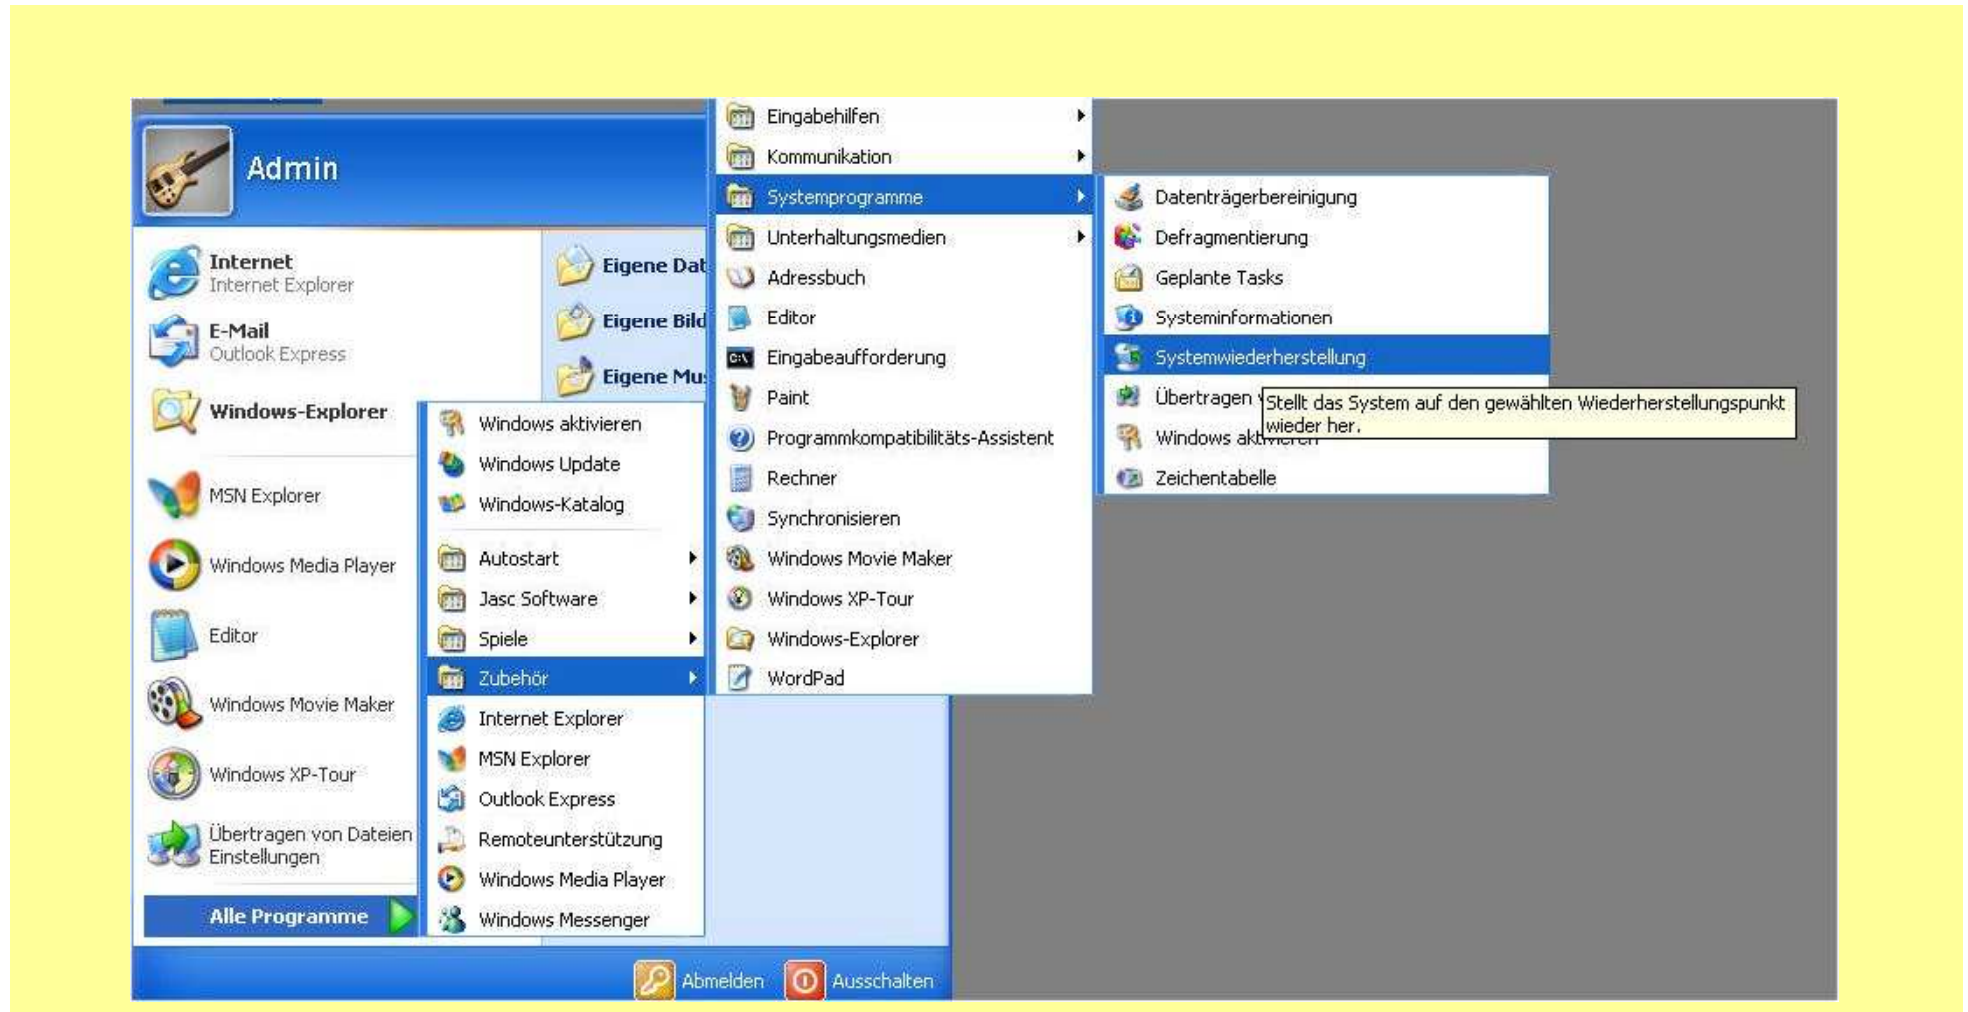 Admin
Internet
Internet Explorer
E-Mail
Outlook Express
Windows-Explorer
MSN Explorer
Windows Media Player
Editor
Windows Movie Maker
Windows XP-Tour
Übertragen von Dateien
Einstellungen
Alle Programme
Eigene Dat
Eigene Bild
Eigene Mus
Windows aktivieren
Windows Update
Windows-Katalog
Autostart
Jasc Software
Spiele
Zubehör
Internet Explorer
MSN Explorer
Outlook Express
Remoteunterstützung
Windows Media Player
Windows Messenger
Eingabehilfen
Kommunikation
Systemprogramme
Unterhaltungsmedien
Adressbuch
Editor
Eingabeaufforderung
Paint
Programmkompatibilitäts-Assistent
Rechner
Synchronisieren
Windows Movie Maker
Windows XP-Tour
Windows-Explorer
WordPad
Datenträgerbereinigung
Defragmentierung
Geplante Tasks
Systeminformationen
Systemwiederherstellung
Übertragen
Stellt das System auf den gewählten Wiederherstellungspunkt
wieder her.
Windows aktivieren
Zeichentabelle
Abmelden
Ausschalten